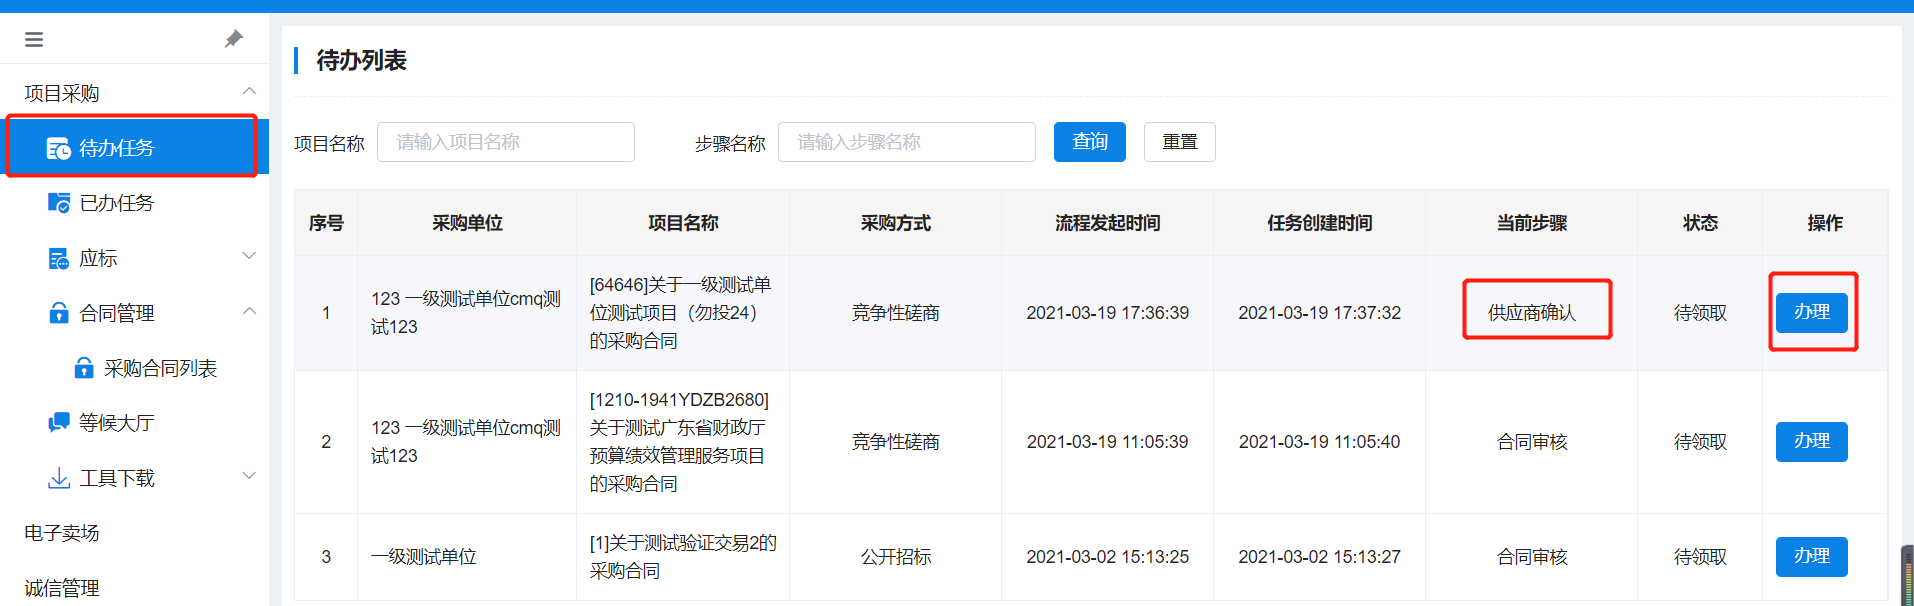 项目采购
待办任务
已办任务
应标
合同管理
采购合同列表
等候大厅
工具下载
电子卖场
诚信管理
待办列表
项目名称 请输入项目名称 步骤名称 请输入步骤名称 查询 重置
序号 采购单位 项目名称 采购方式 流程发起时间 任务创建时间 当前步骤 状态 操作
1 123 一级测试单位cmq测
试123
[64646]关于一级测试单
位测试项目（勿投24）
的采购合同
竞争性磋商 2021-03-19 17:36:39 2021-03-19 17:37:32 供应商确认 待领取 办理
2 123 一级测试单位cmq测
试123
[1210-1941YDZB2680]
关于测试广东省财政厅
预算绩效管理服务项目
的采购合同
竞争性磋商 2021-03-19 11:05:39 2021-03-19 11:05:40 合同审核 待领取 办理
3 一级测试单位
[1]关于测试验证交易2的
采购合同
公开招标 2021-03-02 15:13:25 2021-03-02 15:13:27 合同审核 待领取 办理